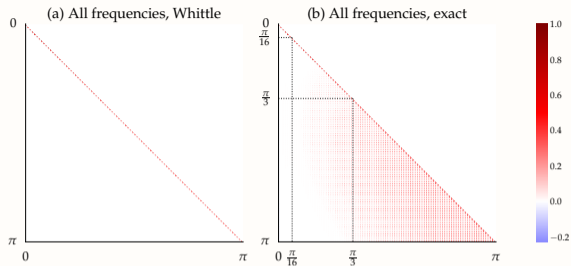 (a) All frequencies, Whittle
0
π
0
π
(b) All frequencies, exact
0
π/16
π/3
π
0
π/16
π/3
π
1.0
0.8
0.6
0.4
0.2
0.0
−0.2